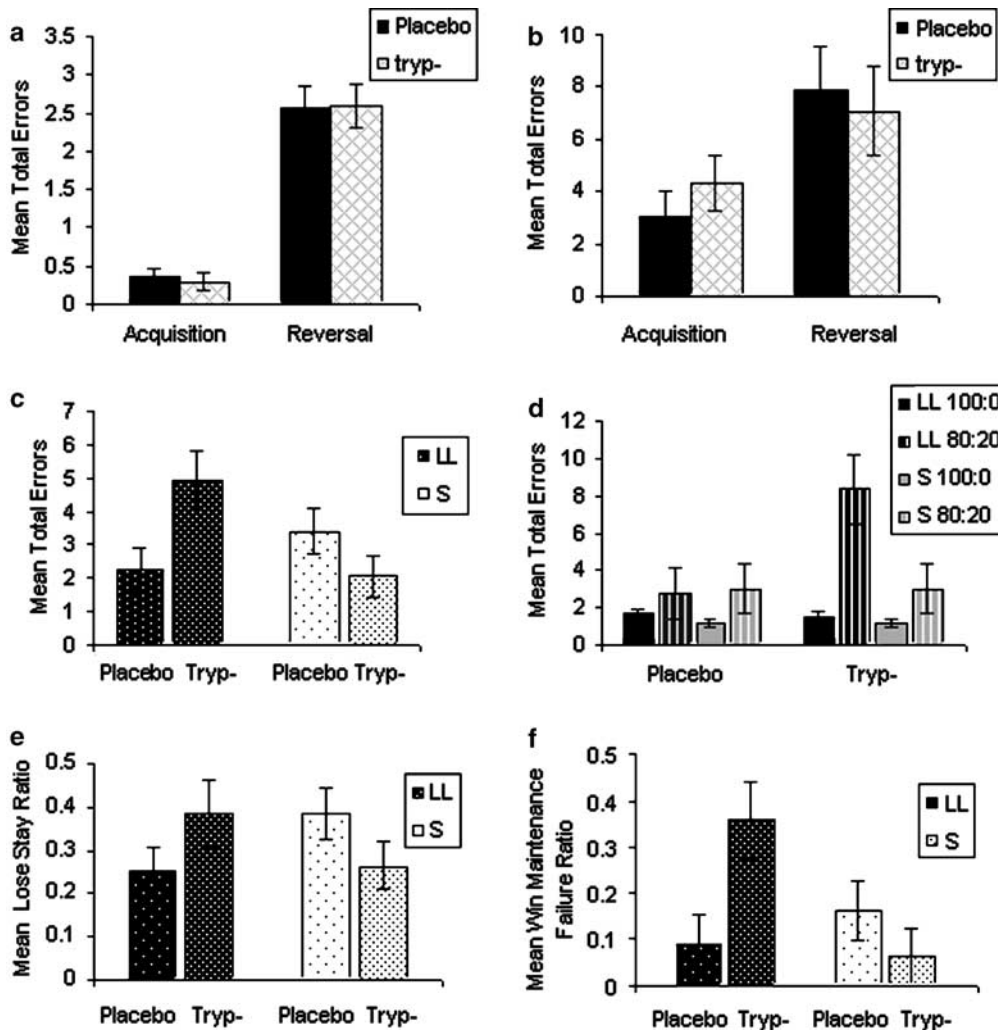 a
Mean Total Errors
3.5
3
2.5
2
1.5
1
0.5
0
Acquisition Reversal
Placebo
tryp-
b
Mean Total Errors
10
8
6
4
2
0
Acquisition Reversal
Placebo
tryp-
c
Mean Total Errors
7
6
5
4
3
2
1
0
Placebo Tryp- Placebo Tryp-
LL
S
d
Mean Total Errors
12
10
8
6
4
2
0
Placebo Tryp-
LL 100:0
LL 80:20
S 100:0
S 80:20
e
Mean Lose Stay Ratio
0.5
0.4
0.3
0.2
0.1
0
Placebo Tryp- Placebo Tryp-
LL
S
f
Mean Win Maintenance
Failure Ratio
0.5
0.4
0.3
0.2
0.1
0
Placebo Tryp- Placebo Tryp-
LL
S